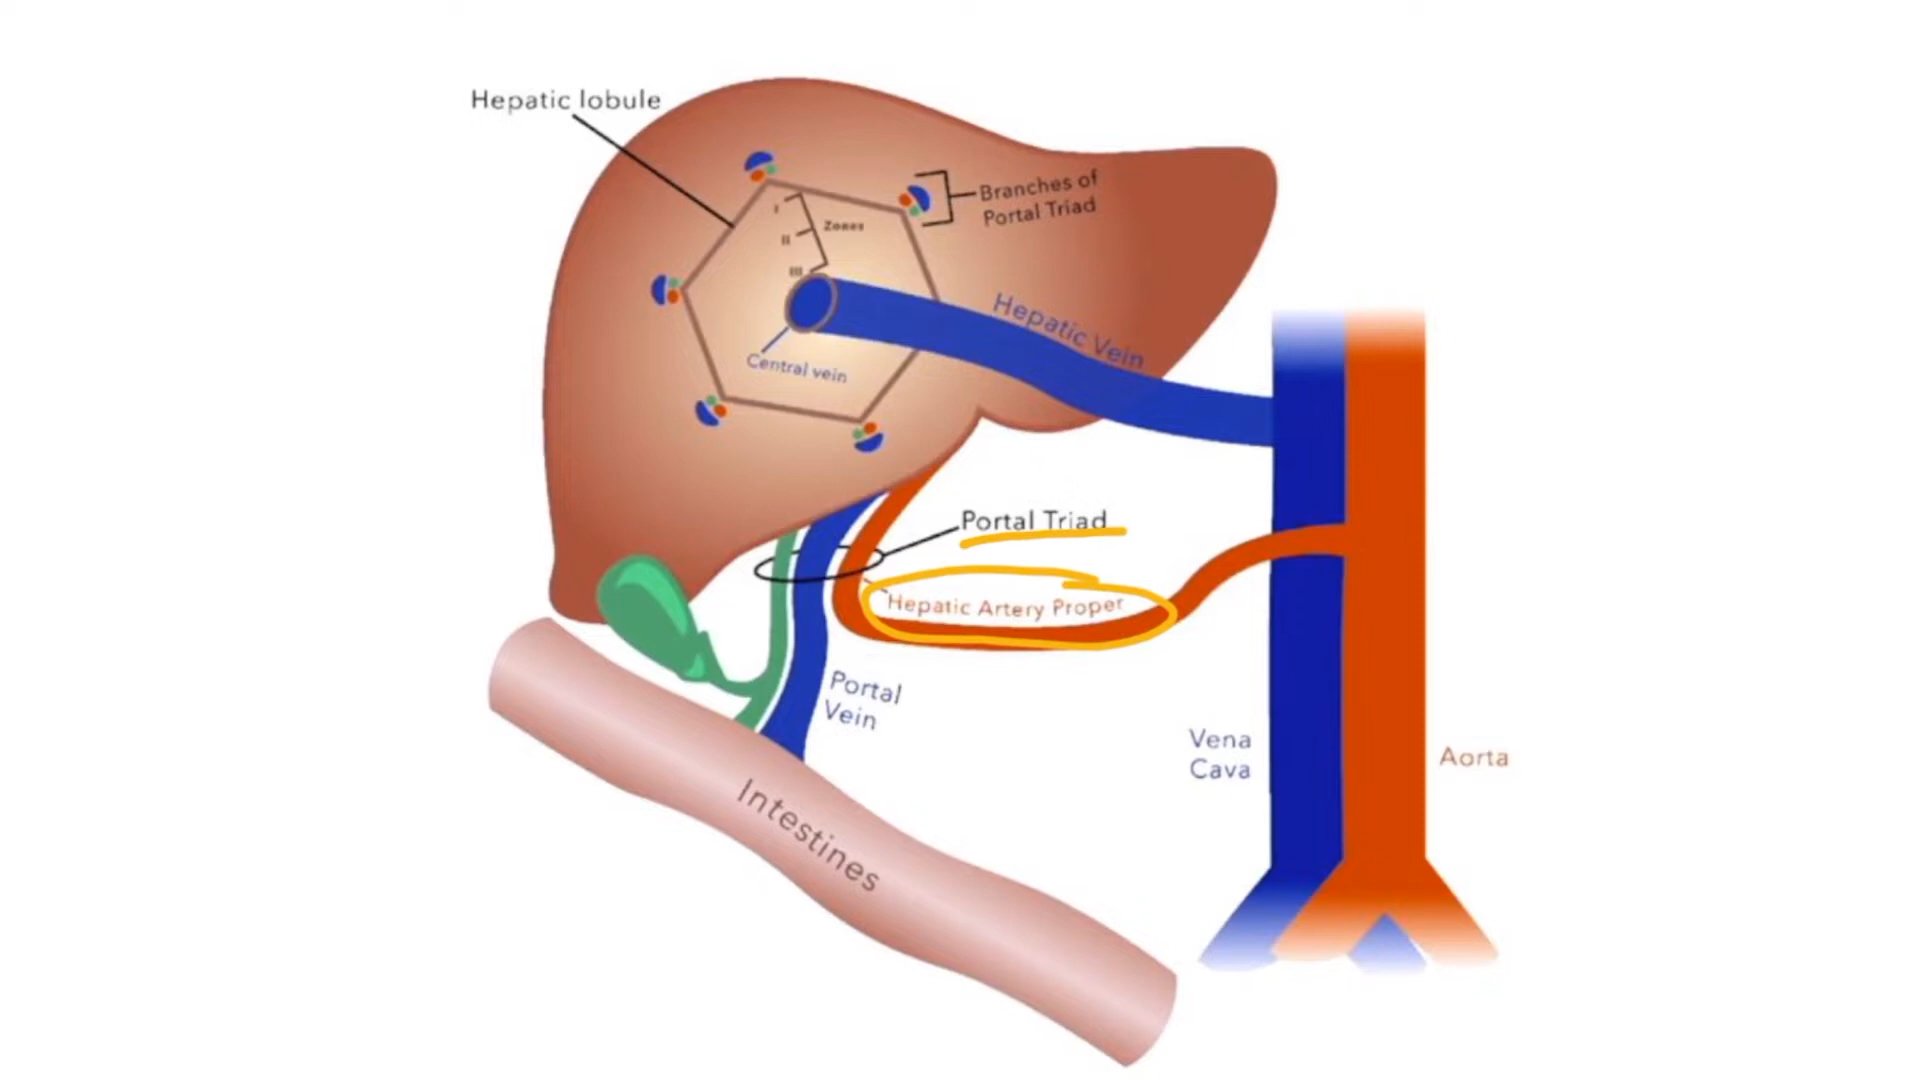 Hepatic lobule
Branches of
Portal Triad
I
Zones
II
III
Hepatic Vein
Central vein
Portal Triad
Hepatic Artery Proper
Portal
Vein
Vena
Cava
Aorta
Intestines